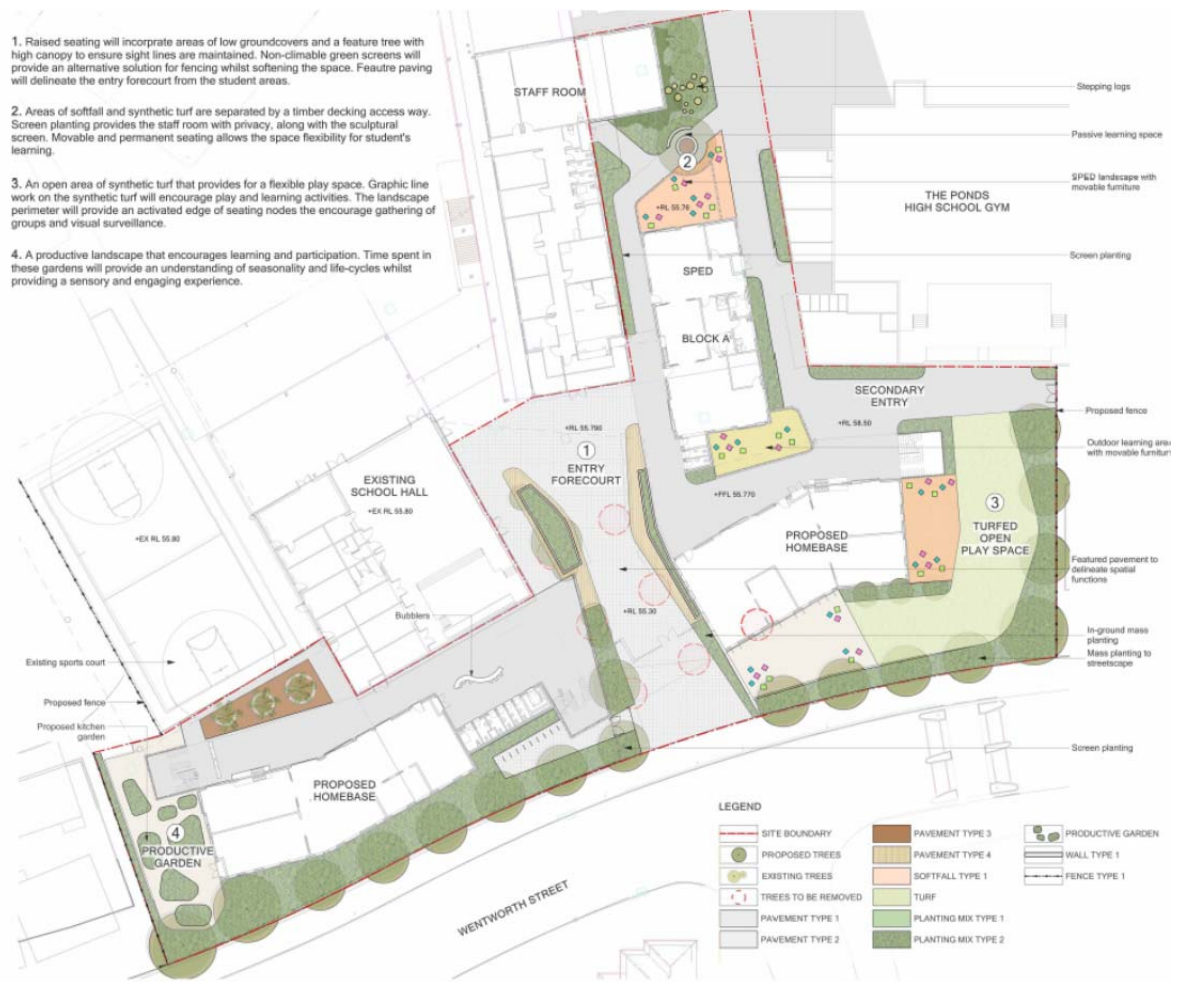 1. Raised seating will incorprate areas of low groundcovers and a feature tree with
high canopy to ensure sight lines are maintained. Non-climable green screens will
provide an alternative solution for fencing whilst softening the space. Feautre paving
will delineate the entry forecourt from the student areas.
2. Areas of softfall and synthetic turf are separated by a timber decking access way.
Screen planting provides the staff room with privacy, along with the sculptural
screen. Movable and permanent seating allows the space flexibility for student's
learning.
3. An open area of synthetic turf that provides for a flexible play space. Graphic line
work on the synthetic turf will encourage play and learning activities. The landscape
perimeter will provide an activated edge of seating nodes the encourage gathering of
groups and visual surveillance.
4. A productive landscape that encourages learning and participation. Time spent in
these gardens will provide an understanding of seasonality and life-cycles whilst
providing a sensory and engaging experience.
STAFF ROOM
Stepping logs
Passive learning space
2
SPED landscape with
movable furniture
+RL 55.76
THE PONDS
HIGH SCHOOL GYM
Screen planting
SPED
BLOCK A
SECONDARY
ENTRY
+RL 58.50
Proposed fence
Outdoor learning area
with movable furniture
+RL 55.790
1
ENTRY
FORECOURT
EXISTING
SCHOOL HALL
+EX RL 55.80
+EX RL 55.80
+FFL 55.770
PROPOSED
HOMEBASE
3
TURFED
OPEN
PLAY SPACE
Featured pavement to
delineate spatial
functions
+RL 55.30
Bubblers
In-ground mass
planting
Mass planting to
streetscape
Existing sports court
Proposed fence
Proposed kitchen
garden
Screen planting
PROPOSED
HOMEBASE
4
PRODUCTIVE
GARDEN
WENTWORTH STREET
LEGEND
SITE BOUNDARY
PROPOSED TREES
EXISTING TREES
TREES TO BE REMOVED
PAVEMENT TYPE 1
PAVEMENT TYPE 2
PAVEMENT TYPE 3
PAVEMENT TYPE 4
SOFTFALL TYPE 1
TURF
PLANTING MIX TYPE 1
PLANTING MIX TYPE 2
PRODUCTIVE GARDEN
WALL TYPE 1
FENCE TYPE 1